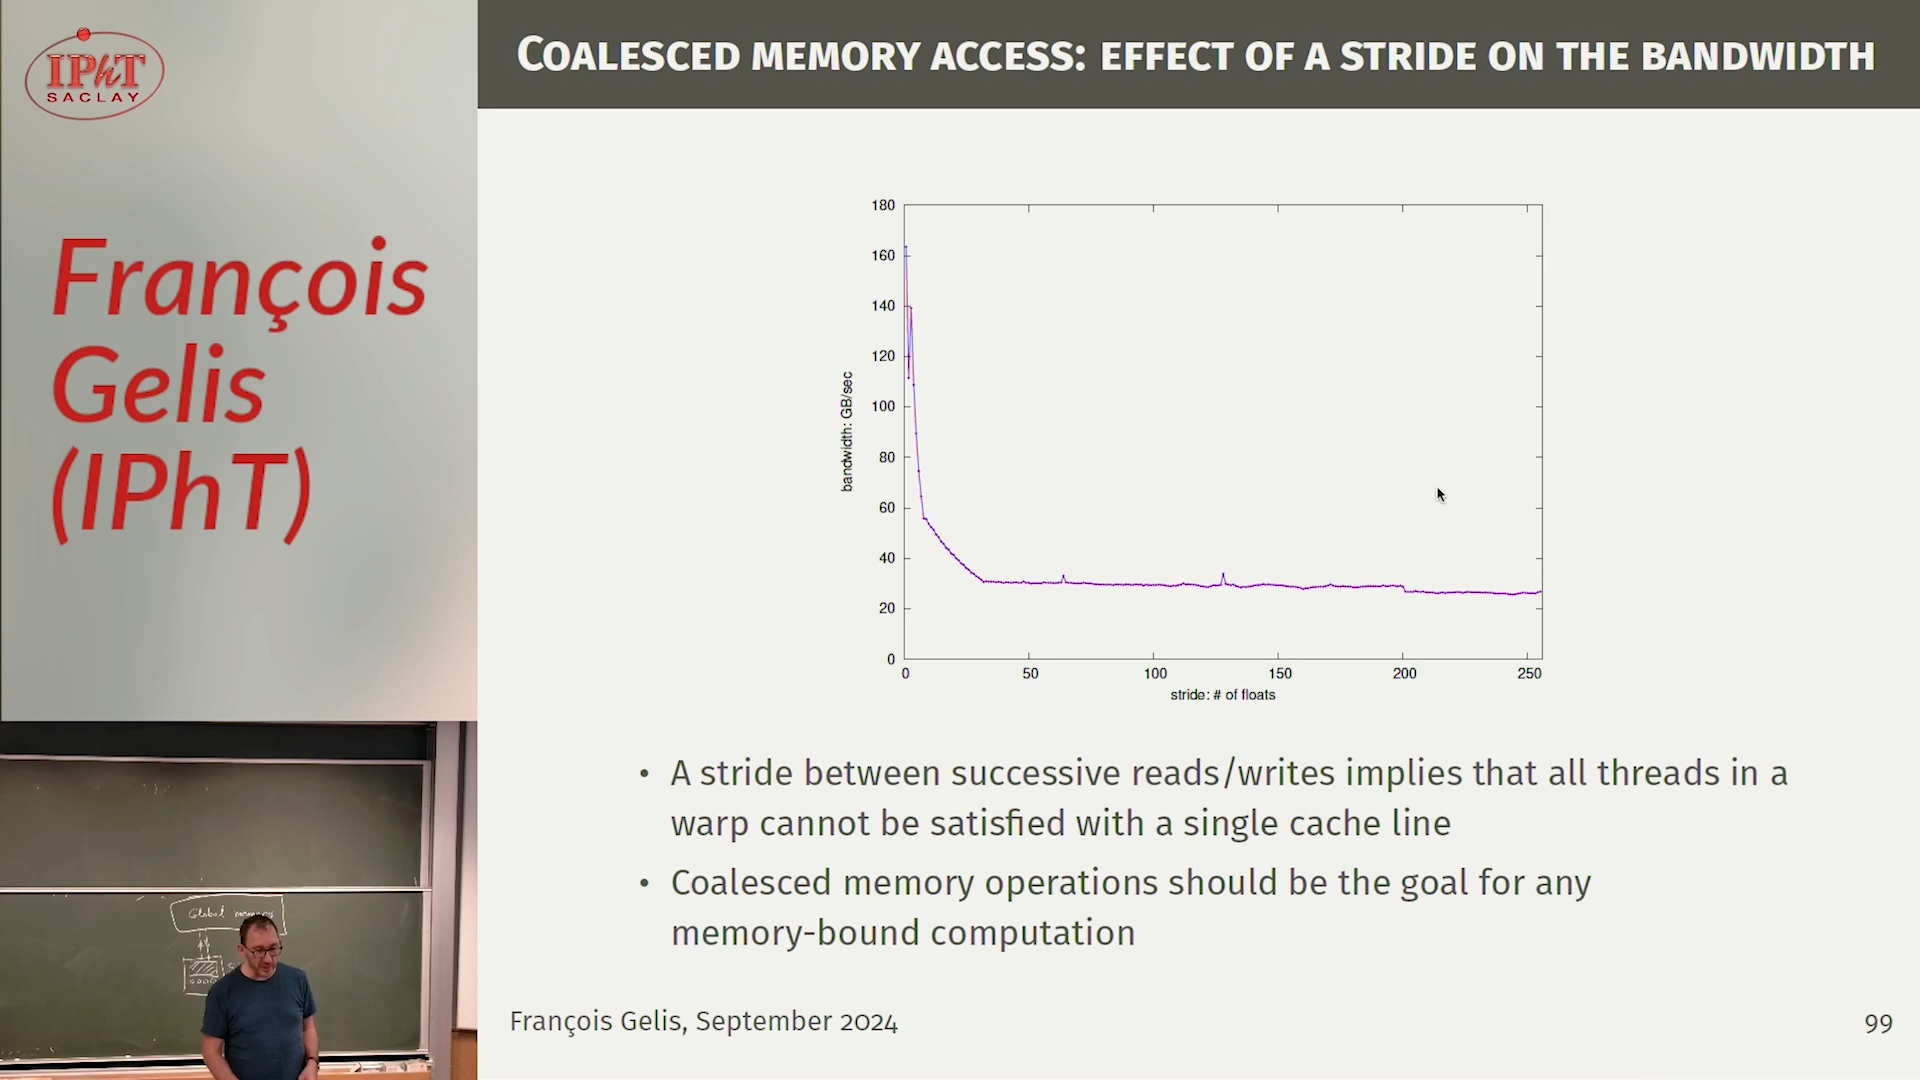 IPhT
SACLAY
François
Gelis
(IPhT)
COALESCED MEMORY ACCESS: EFFECT OF A STRIDE ON THE BANDWIDTH
180
160
140
120
100
80
60
40
20
0
bandwidth: GB/sec
0 50 100 150 200 250
stride: # of floats
• A stride between successive reads/writes implies that all threads in a
warp cannot be satisfied with a single cache line
• Coalesced memory operations should be the goal for any
memory-bound computation
François Gelis, September 2024
99
Global memory